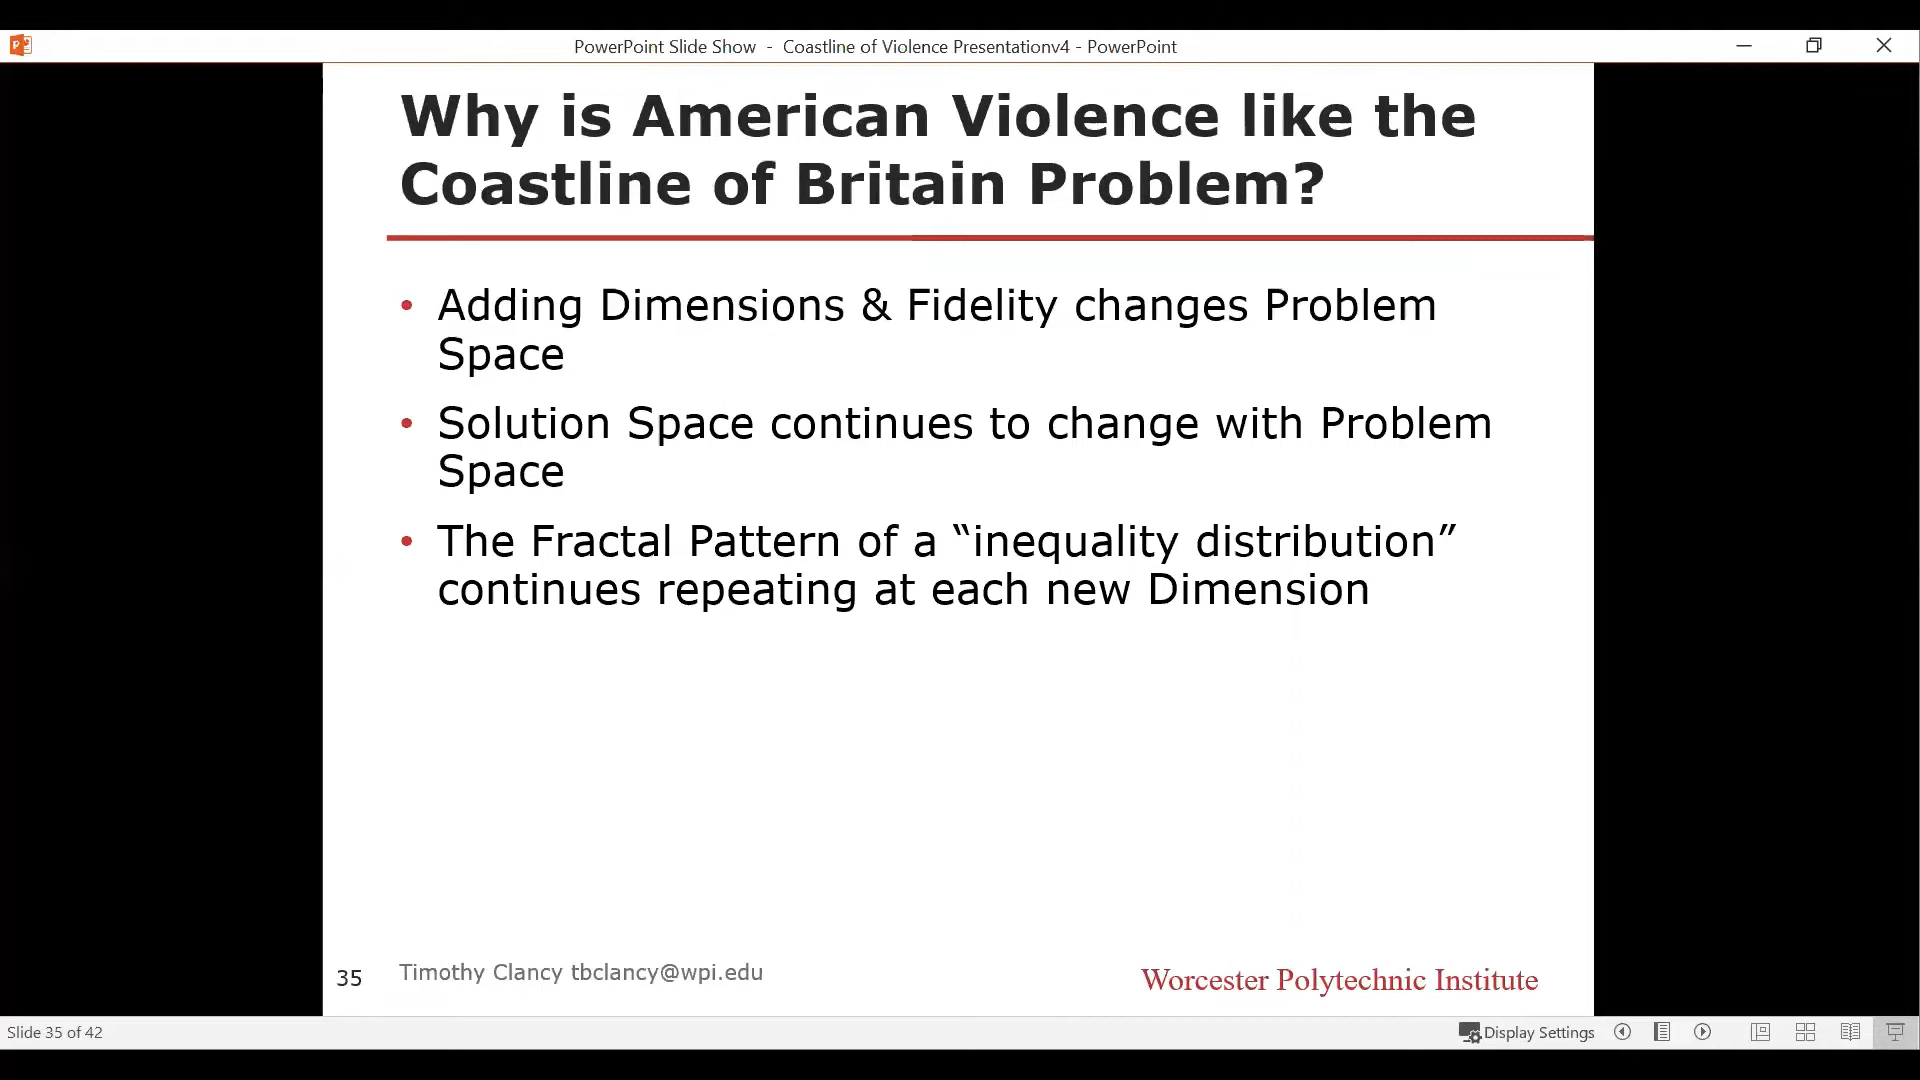 PowerPoint Slide Show - Coastline of Violence Presentationv4 - PowerPoint
Why is American Violence like the
Coastline of Britain Problem?
• Adding Dimensions & Fidelity changes Problem
Space
• Solution Space continues to change with Problem
Space
• The Fractal Pattern of a “inequality distribution”
continues repeating at each new Dimension
35
Timothy Clancy tbclancy@wpi.edu
Worcester Polytechnic Institute
Slide 35 of 42
Display Settings